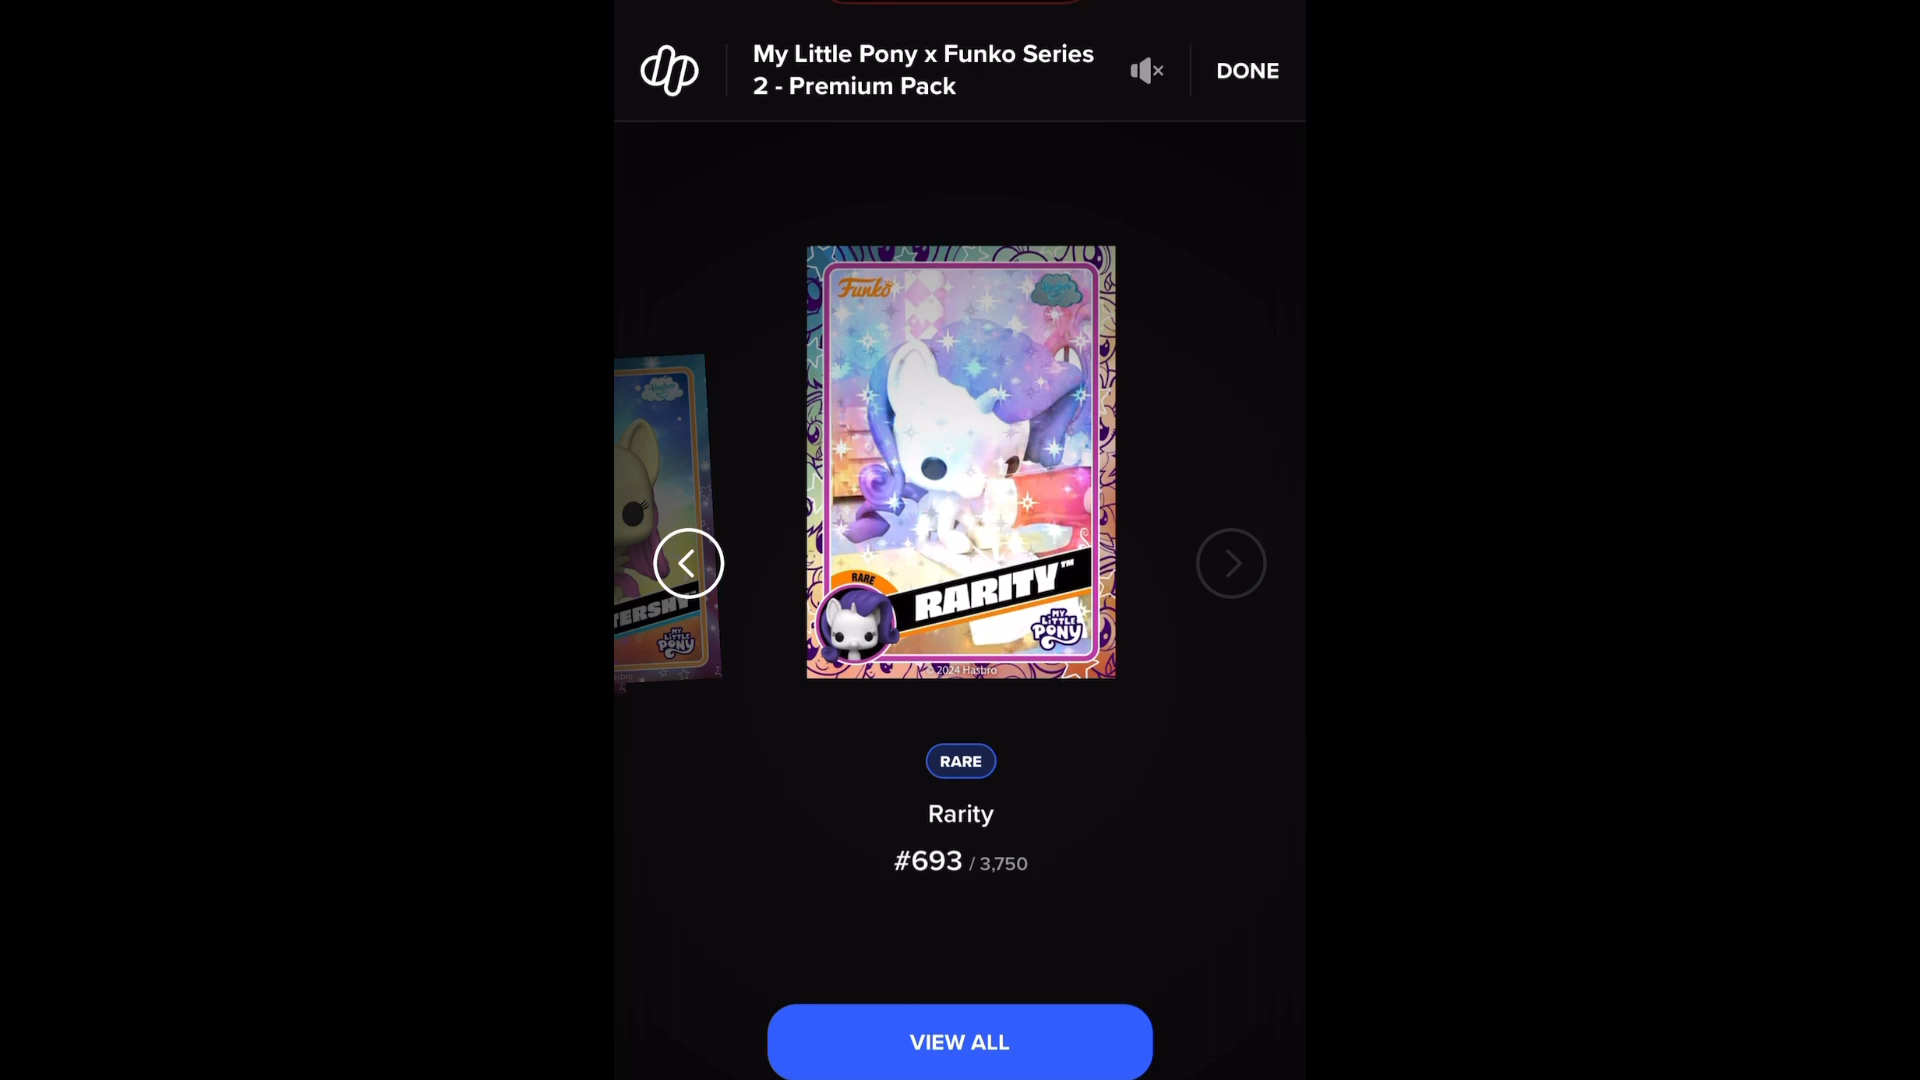 My Little Pony x Funko Series
2 - Premium Pack
DONE
Funko
RARE
RARITY™
MY
LITTLE
PONY
© 2024 Hasbro
TERSHY™
MY
LITTLE
PONY
RARE
Rarity
#693 / 3,750
VIEW ALL